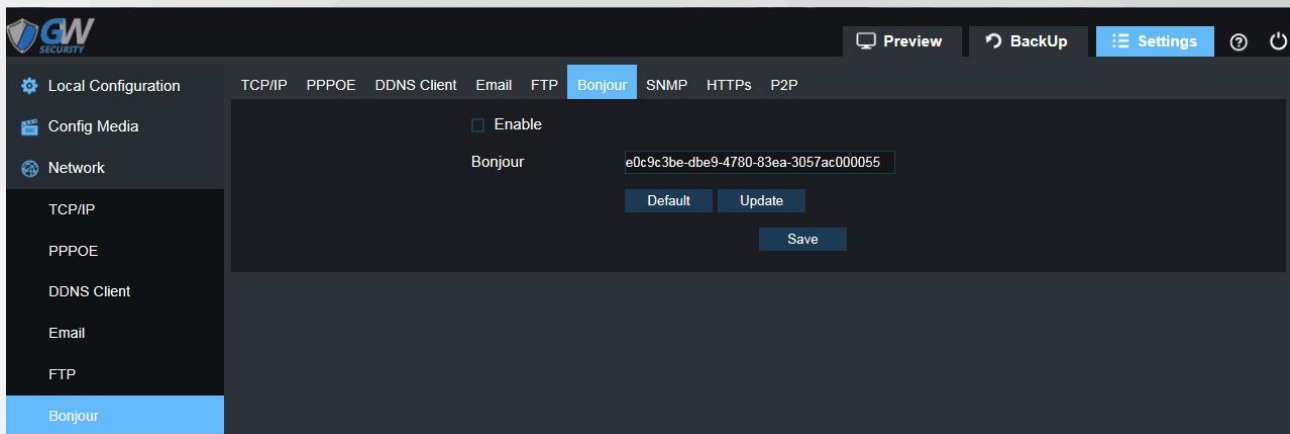 GW
SECURITY
Preview BackUp Settings
Local Configuration
Config Media
Network
TCP/IP
PPPOE
DDNS Client
Email
FTP
Bonjour
TCP/IP PPPOE DDNS Client Email FTP Bonjour SNMP HTTPs P2P
Enable
Bonjour e0c9c3be-dbe9-4780-83ea-3057ac000055
Default Update
Save